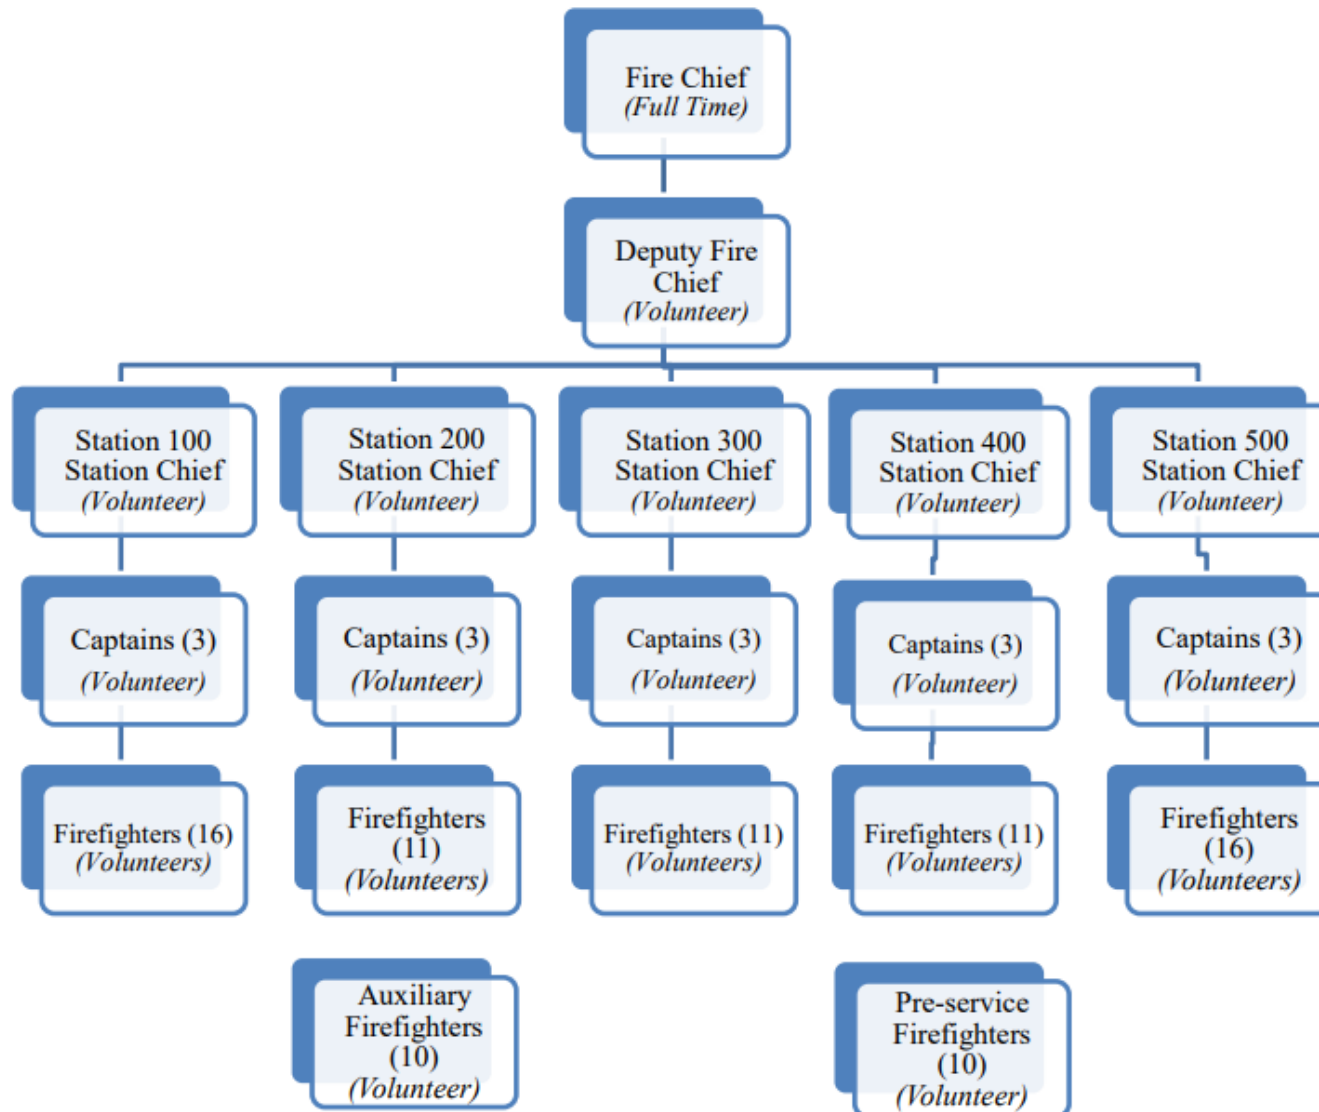 Fire Chief
(Full Time)
Deputy Fire
Chief
(Volunteer)
Station 100
Station Chief
(Volunteer)
Station 200
Station Chief
(Volunteer)
Station 300
Station Chief
(Volunteer)
Station 400
Station Chief
(Volunteer)
Station 500
Station Chief
(Volunteer)
Captains (3)
(Volunteer)
Captains (3)
(Volunteer)
Captains (3)
(Volunteer)
Captains (3)
(Volunteer)
Captains (3)
(Volunteer)
Firefighters (16)
(Volunteers)
Firefighters
(11)
(Volunteers)
Firefighters (11)
(Volunteers)
Firefighters (11)
(Volunteers)
Firefighters
(16)
(Volunteers)
Auxiliary
Firefighters
(10)
(Volunteer)
Pre-service
Firefighters
(10)
(Volunteer)